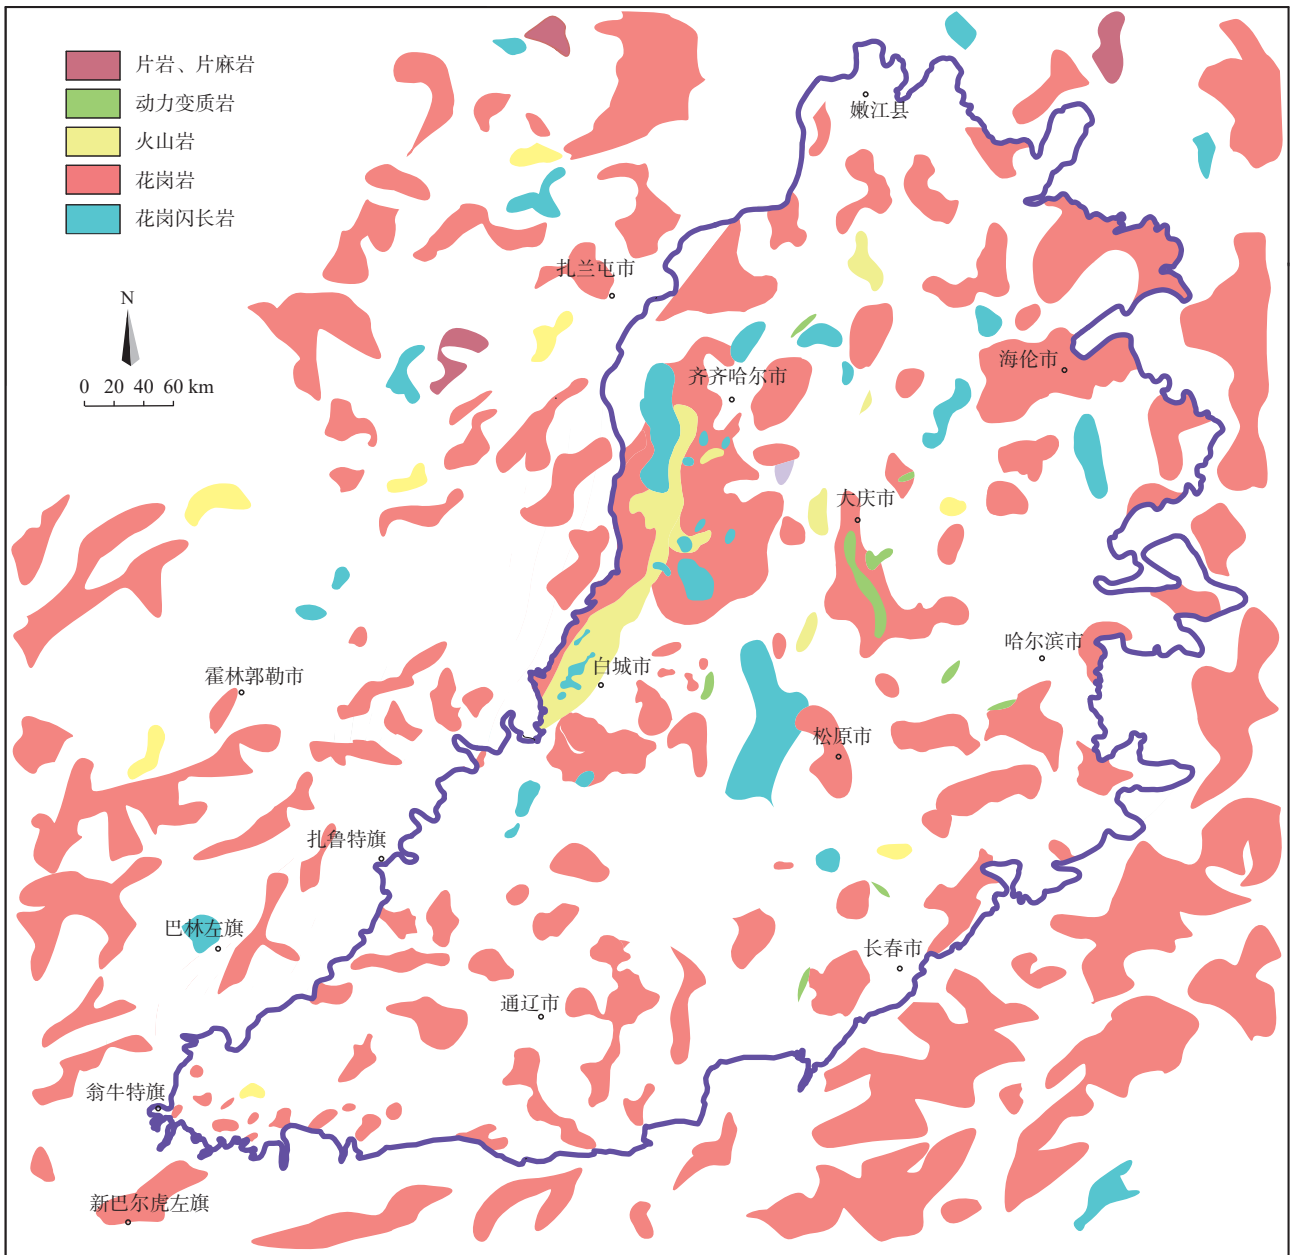 片岩、片麻岩
动力变质岩
火山岩
花岗岩
花岗闪长岩
N
0 20 40 60 km
嫩江县
扎兰屯市
齐齐哈尔市
海伦市
大庆市
哈尔滨市
白城市
霍林郭勒市
松原市
扎鲁特旗
巴林左旗
长春市
通辽市
翁牛特旗
新巴尔虎左旗